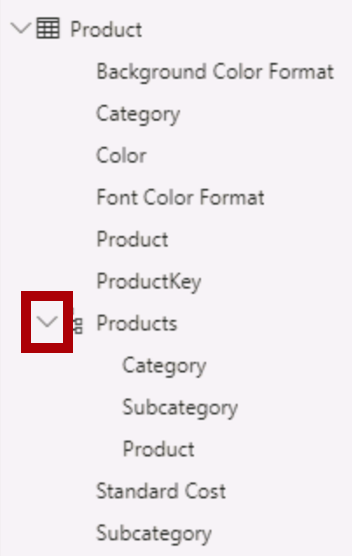 Product
Background Color Format
Category
Color
Font Color Format
Product
ProductKey
Products
Category
Subcategory
Product
Standard Cost
Subcategory